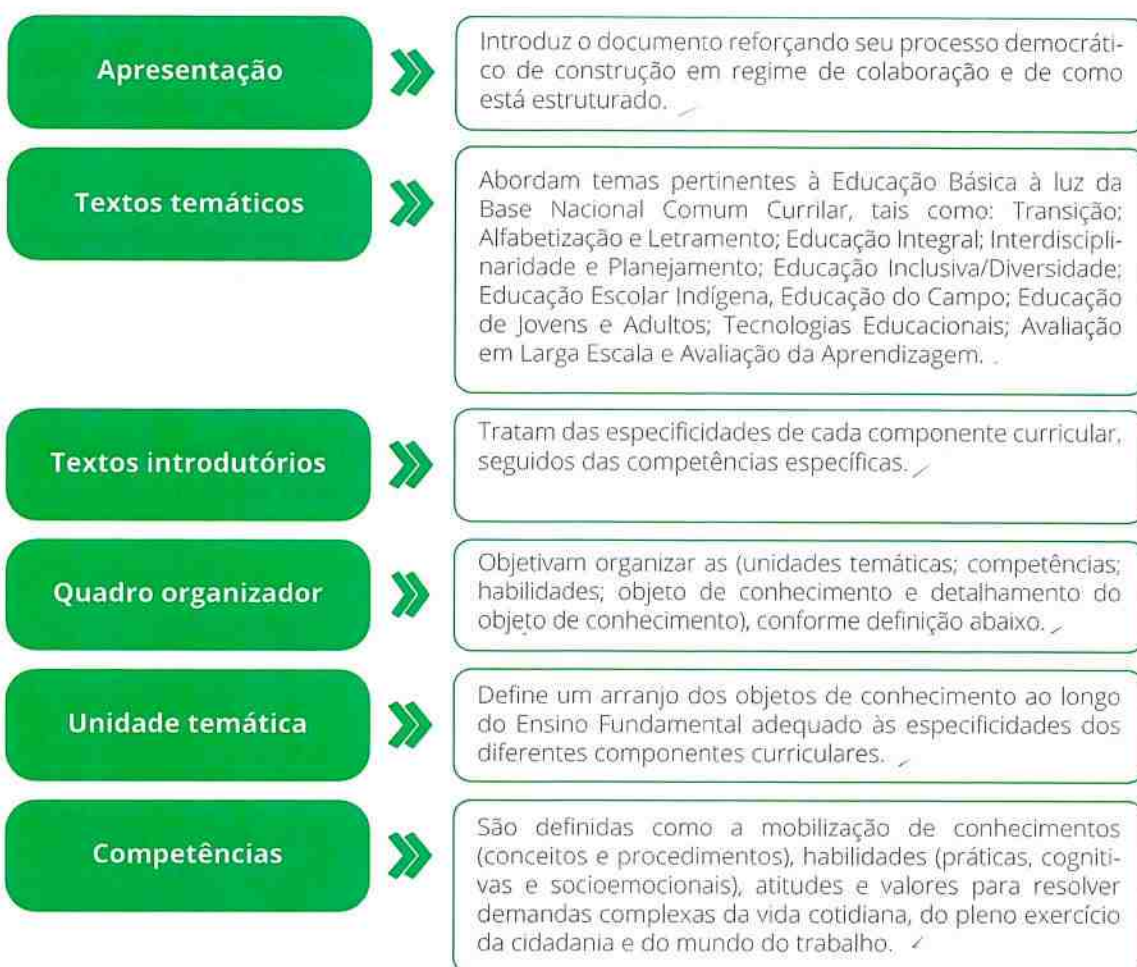 Apresentação
Introduz o documento reforçando seu processo democráti-
co de construção em regime de colaboração e de como
está estruturado.
Textos temáticos
Abordam temas pertinentes à Educação Básica à luz da
Base Nacional Comum Currilar, tais como: Transição;
Alfabetização e Letramento; Educação Integral; Interdiscipli-
naridade e Planejamento; Educação Inclusiva/Diversidade;
Educação Escolar Indígena, Educação do Campo; Educação
de Jovens e Adultos; Tecnologias Educacionais; Avaliação
em Larga Escala e Avaliação da Aprendizagem.
Textos introdutórios
Tratam das especificidades de cada componente curricular,
seguidos das competências específicas.
Quadro organizador
Objetivam organizar as (unidades temáticas; competências;
habilidades; objeto de conhecimento e detalhamento do
objeto de conhecimento), conforme definição abaixo.
Unidade temática
Define um arranjo dos objetos de conhecimento ao longo
do Ensino Fundamental adequado às especificidades dos
diferentes componentes curriculares.
Competências
São definidas como a mobilização de conhecimentos
(conceitos e procedimentos), habilidades (práticas, cogniti-
vas e socioemocionais), atitudes e valores para resolver
demandas complexas da vida cotidiana, do pleno exercício
da cidadania e do mundo do trabalho.